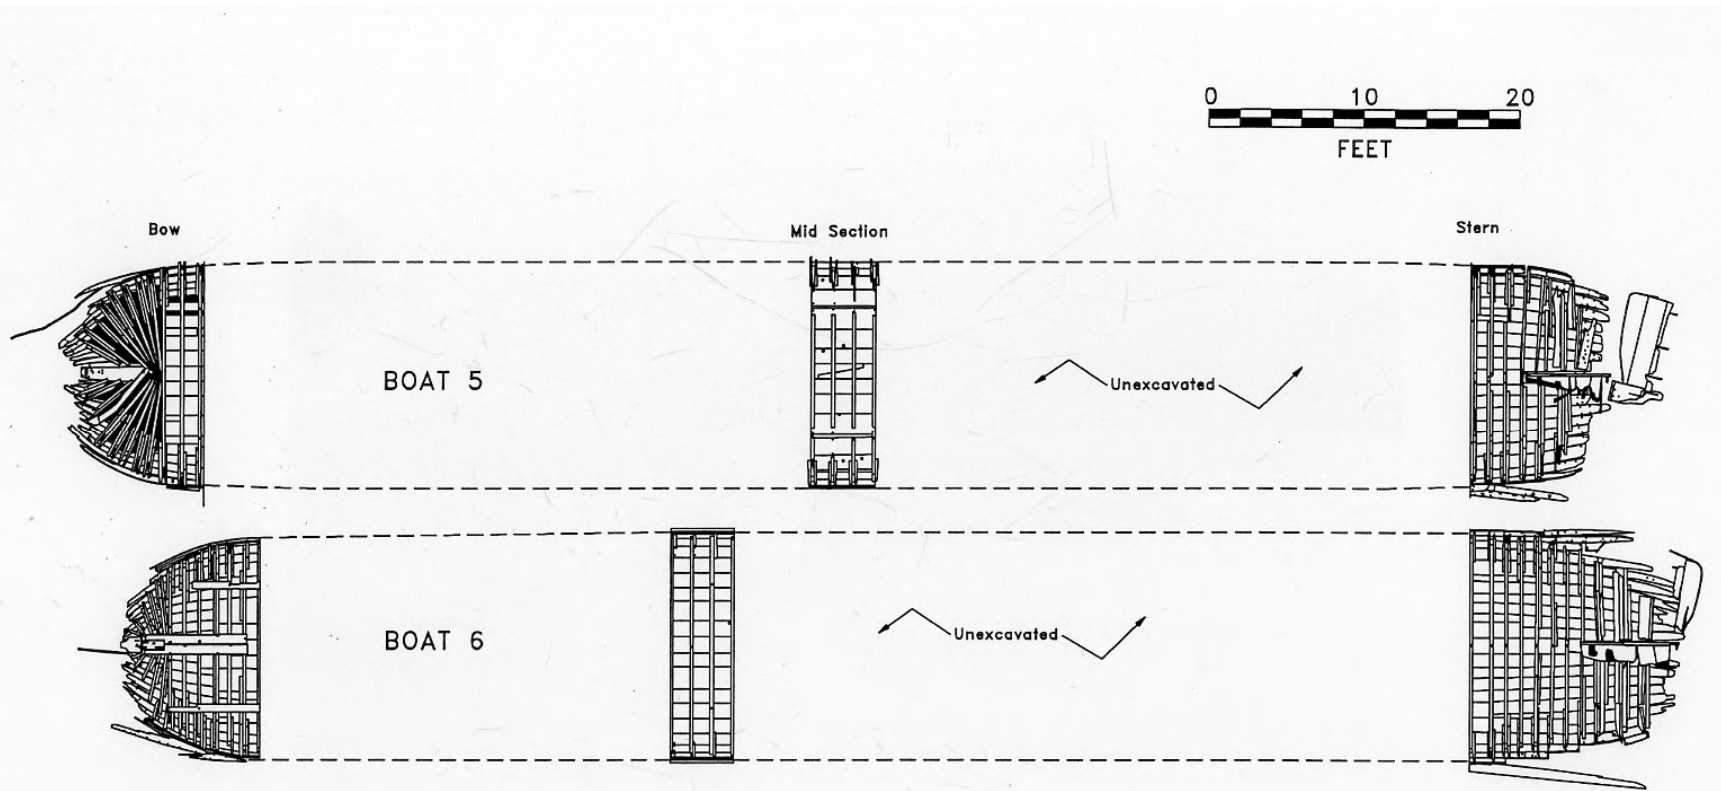 0 10 20
FEET
Bow
Mid Section
Stern
BOAT 5
Unexcavated
BOAT 6
Unexcavated